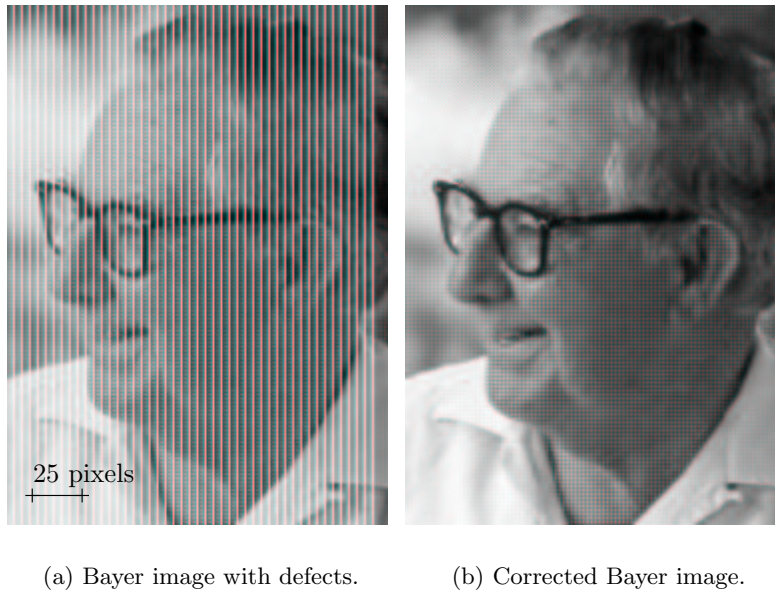 25 pixels
(a) Bayer image with defects.
(b) Corrected Bayer image.